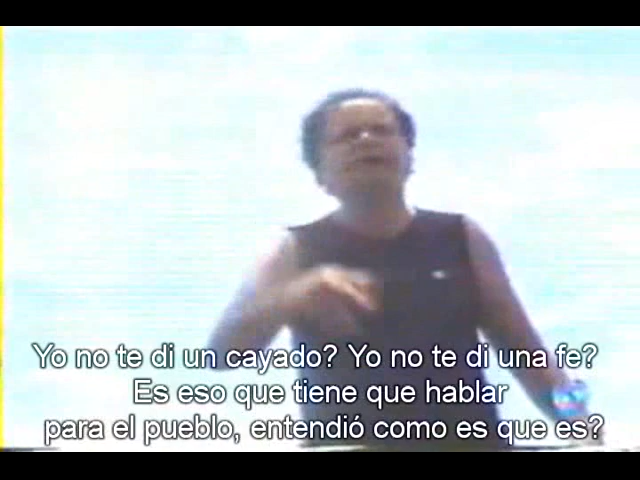 Yo no te di un cayado? Yo no te di una fe?
Es eso que tiene que hablar
para el pueblo, entendió como es que es?